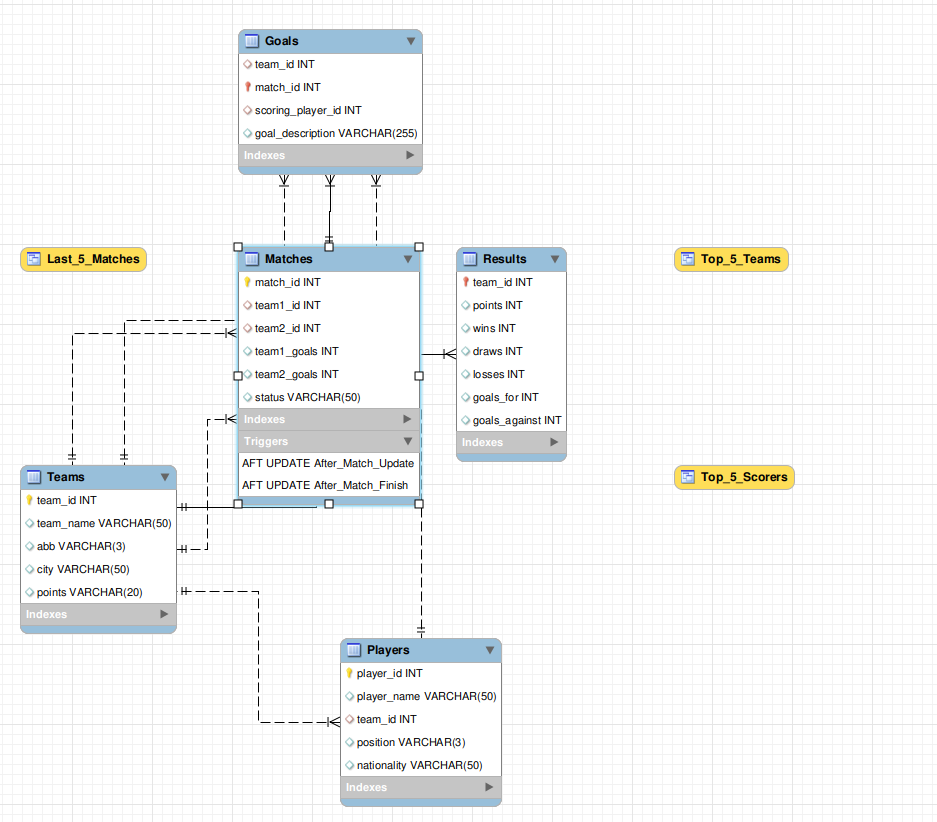 Goals
team_id INT
match_id INT
scoring_player_id INT
goal_description VARCHAR(255)
Indexes
Last_5_Matches
Matches
match_id INT
team1_id INT
team2_id INT
team1_goals INT
team2_goals INT
status VARCHAR(50)
Indexes
Triggers
AFT UPDATE After_Match_Update
AFT UPDATE After_Match_Finish
Results
team_id INT
points INT
wins INT
draws INT
losses INT
goals_for INT
goals_against INT
Indexes
Top_5_Teams
Top_5_Scorers
Teams
team_id INT
team_name VARCHAR(50)
abb VARCHAR(3)
city VARCHAR(50)
points VARCHAR(20)
Indexes
Players
player_id INT
player_name VARCHAR(50)
team_id INT
position VARCHAR(3)
nationality VARCHAR(50)
Indexes